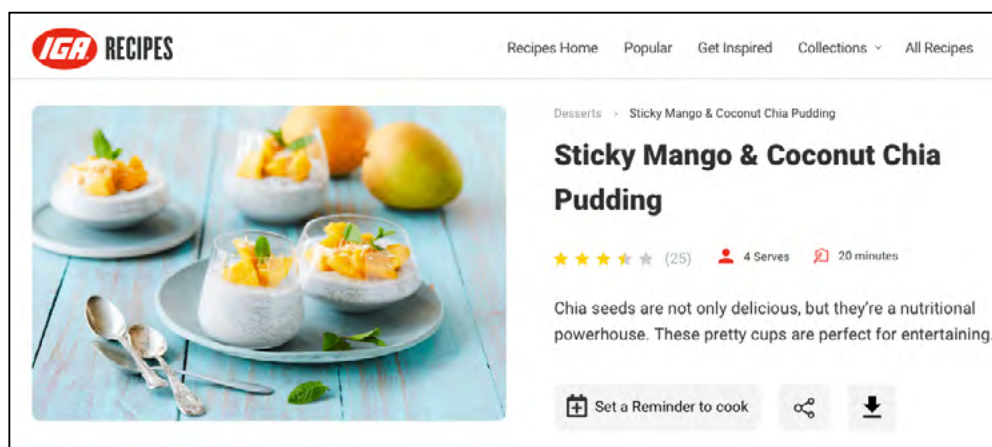 IGA RECIPES
Recipes Home Popular Get Inspired Collections All Recipes
Desserts › Sticky Mango & Coconut Chia Pudding
Sticky Mango & Coconut Chia
Pudding
(25) 4 Serves 20 minutes
Chia seeds are not only delicious, but they're a nutritional
powerhouse. These pretty cups are perfect for entertaining.
Set a Reminder to cook